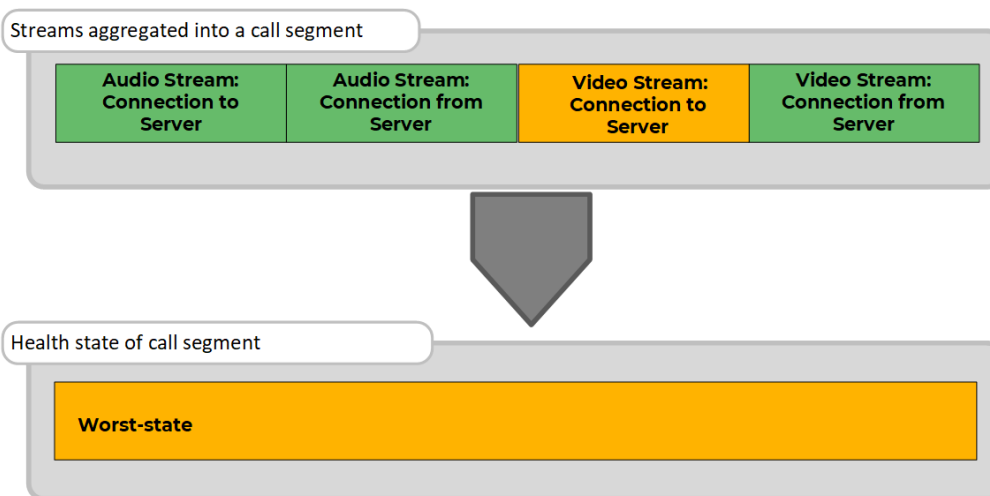 Streams aggregated into a call segment
Audio Stream:
Connection to
Server
Audio Stream:
Connection from
Server
Video Stream:
Connection to
Server
Video Stream:
Connection from
Server
Health state of call segment
Worst-state